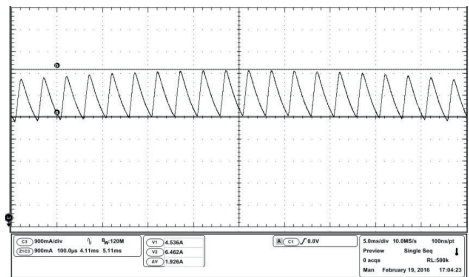 C3 900mA/div BW:120M
Z1C3 900mA 100.0µs 4.11ms 5.11ms
V1 4.536A
V2 6.462A
ΔV 1.926A
A C1 8.0V
5.0ms/div 10.0MS/s 100ns/pt
Preview Single Seq
0 acqs RL:500k
Man February 19, 2016 17:04:23